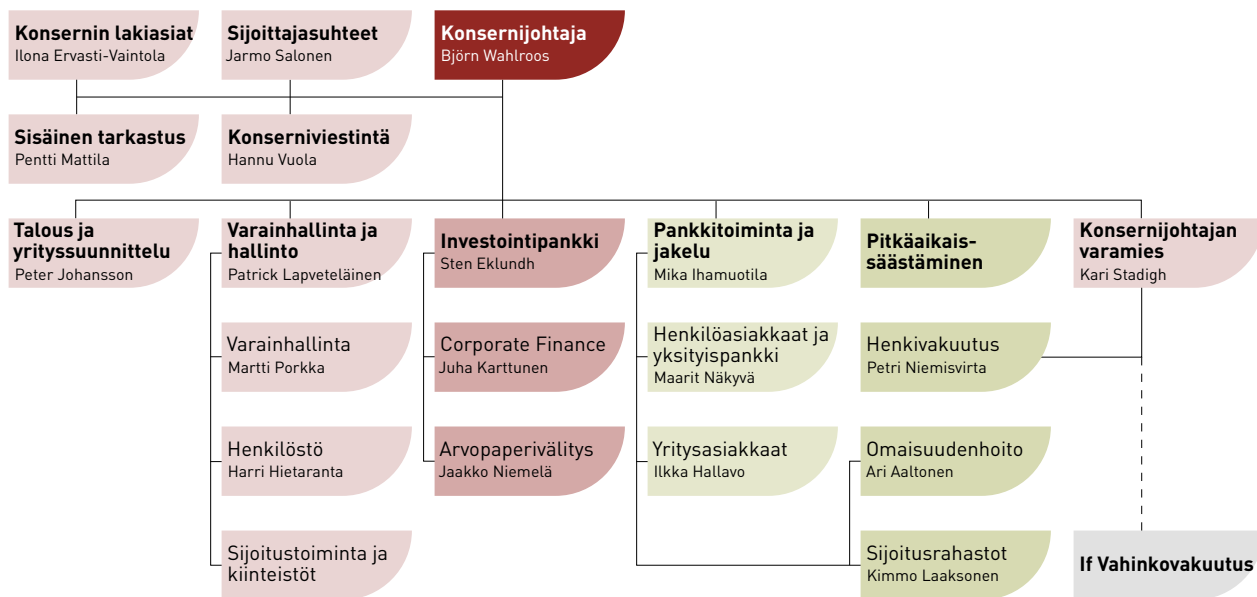 Konsernin lakiasiat
Ilona Ervasti-Vaintola
Sijoittajasuhteet
Jarmo Salonen
Konsernijohtaja
Björn Wahlroos
Sisäinen tarkastus
Pentti Mattila
Konserniviestintä
Hannu Vuola
Talous ja
yrityssuunnittelu
Peter Johansson
Varainhallinta ja
hallinto
Patrick Lapveteläinen
Investointipankki
Sten Eklundh
Pankkitoiminta ja
jakelu
Mika Ihamuotila
Pitkäaikais-
säästäminen
Konsernijohtajan
varamies
Kari Stadigh
Varainhallinta
Martti Porkka
Corporate Finance
Juha Karttunen
Henkilöasiakkaat ja
yksityispankki
Maarit Näkyvä
Henkivakuutus
Petri Niemisvirta
Henkilöstö
Harri Hietaranta
Arvopaperivälitys
Jaakko Niemelä
Yritysasiakkaat
Ilkka Hallavo
Omaisuudenhoito
Ari Aaltonen
Sijoitustoiminta ja
kiinteistöt
Sijoitusrahastot
Kimmo Laaksonen
If Vahinkovakuutus